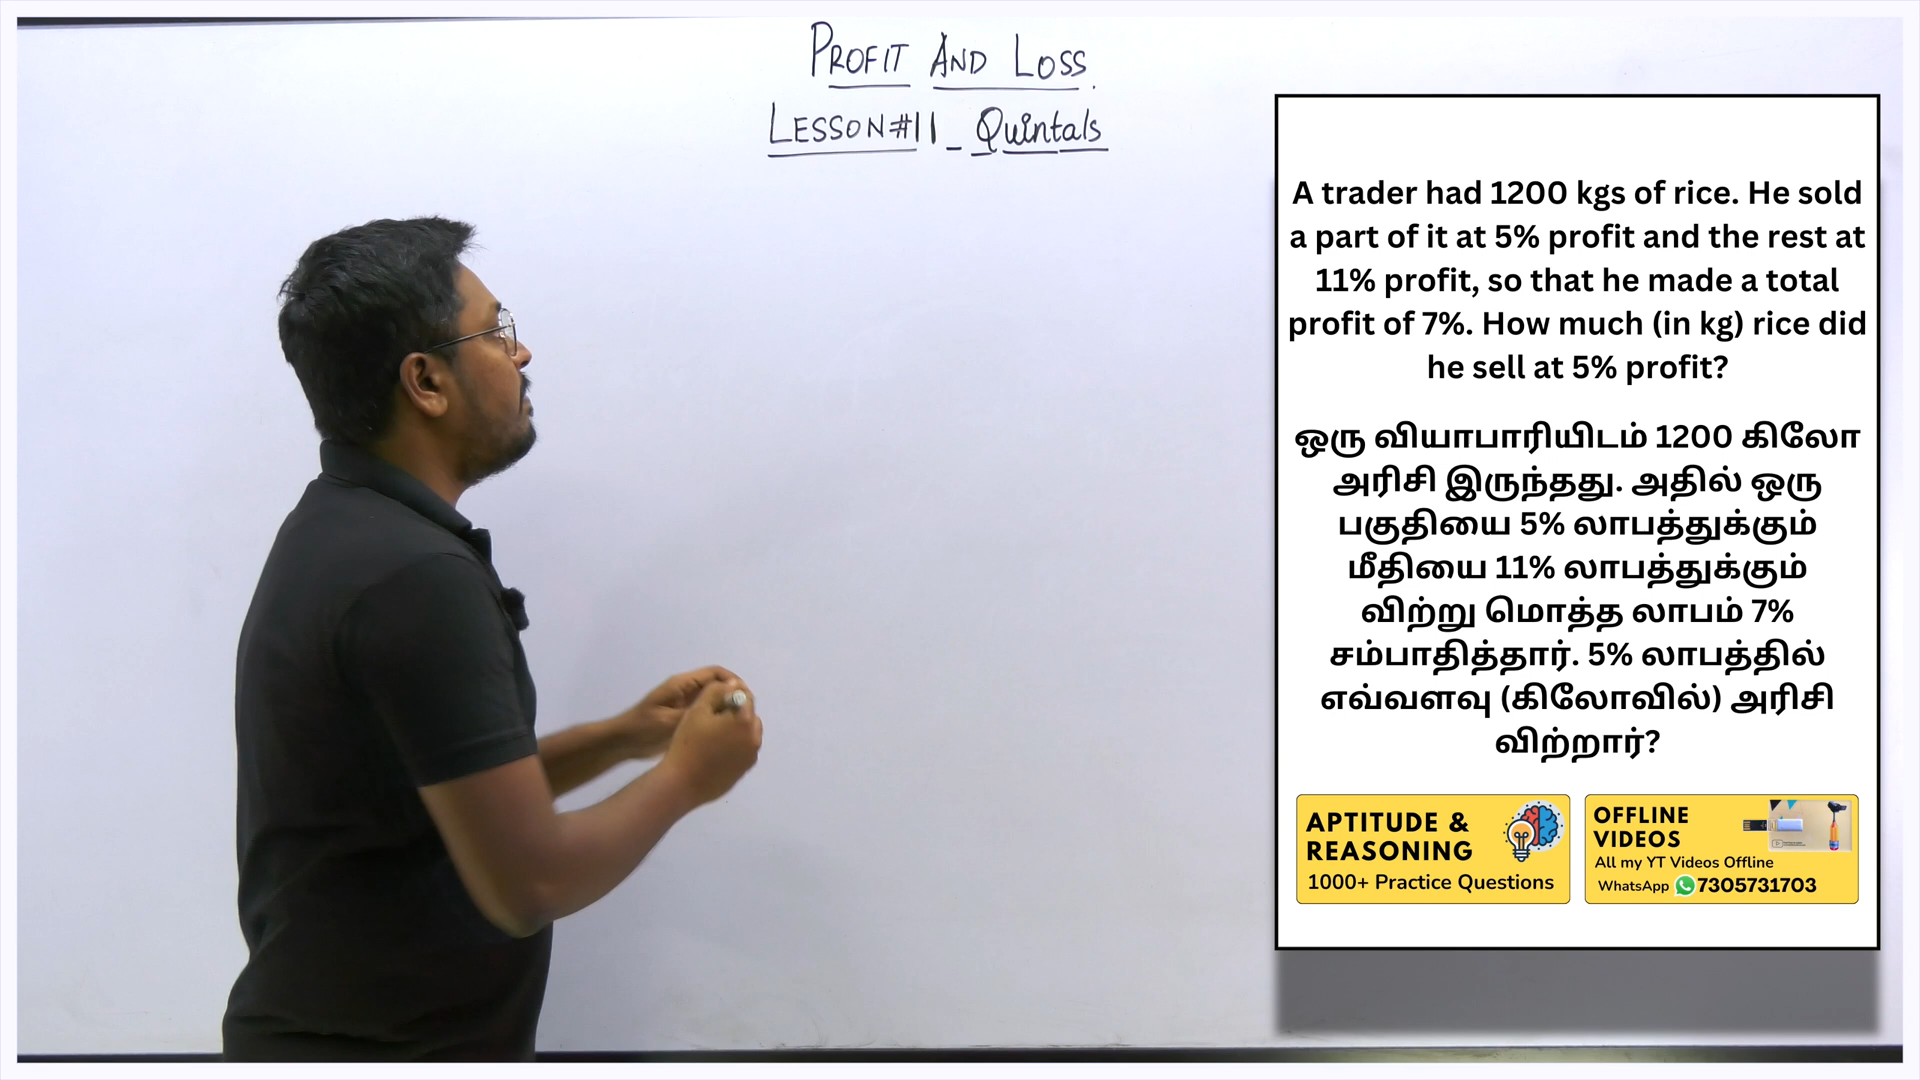 PROFIT AND LOSS.
LESSON#11_Quintals
A trader had 1200 kgs of rice. He sold
a part of it at 5% profit and the rest at
11% profit, so that he made a total
profit of 7%. How much (in kg) rice did
he sell at 5% profit?
ஒரு வியாபாரியிடம் 1200 கிலோ
அரிசி இருந்தது. அதில் ஒரு
பகுதியை 5% லாபத்துக்கும்
மீதியை 11% லாபத்துக்கும்
விற்று மொத்த லாபம் 7%
சம்பாதித்தார். 5% லாபத்தில்
எவ்வளவு (கிலோவில்) அரிசி
விற்றார்?
APTITUDE &
REASONING
1000+ Practice Questions
OFFLINE
VIDEOS
All my YT Videos Offline
WhatsApp 7305731703